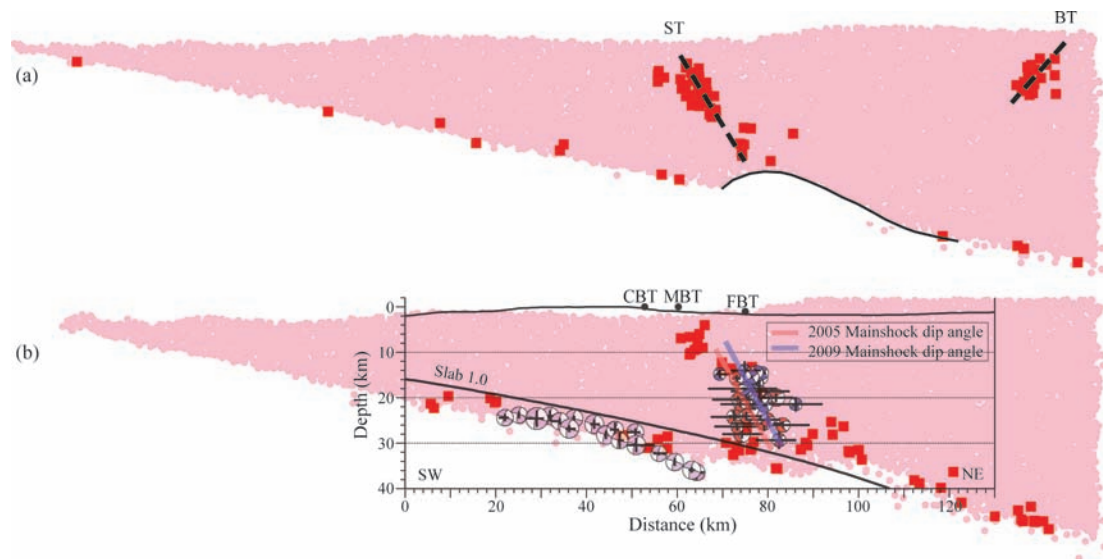 ST
BT
(a)
(b)
CBT MBT FBT
2005 Mainshock dip angle
2009 Mainshock dip angle
Slab 1.0
Depth (km)
0
10
20
30
40
SW
NE
0 20 40 60 80 100 120
Distance (km)